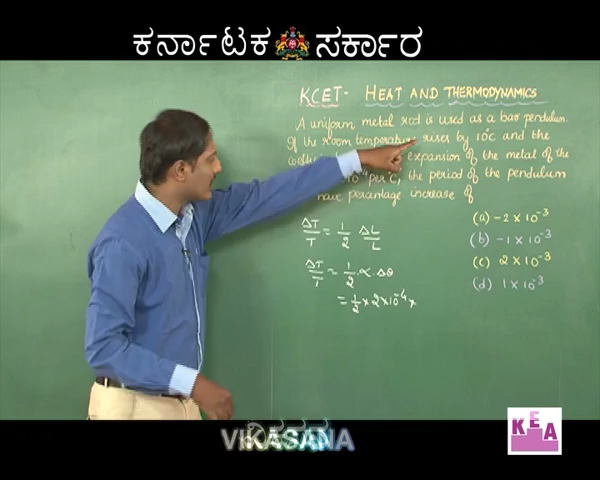 ಕರ್ನಾಟಕ ಸರ್ಕಾರ
KCET - HEAT AND THERMODYNAMICS
A uniform metal rod is used as a bar pendulum.
If the room temperature rises by 10°C and the
expansion of the metal of the
per°C, the period of the pendulum
have percentage increase of
ΔT/T = 1/2 ΔL/L
ΔT/T = 1/2 . α . Δθ
= 1/2 × 2 × 10⁻⁴ ×
(a) -2 × 10⁻³
(b) -1 × 10⁻³
(c) 2 × 10⁻³
(d) 1 × 10⁻³
KEA
VIKASANA